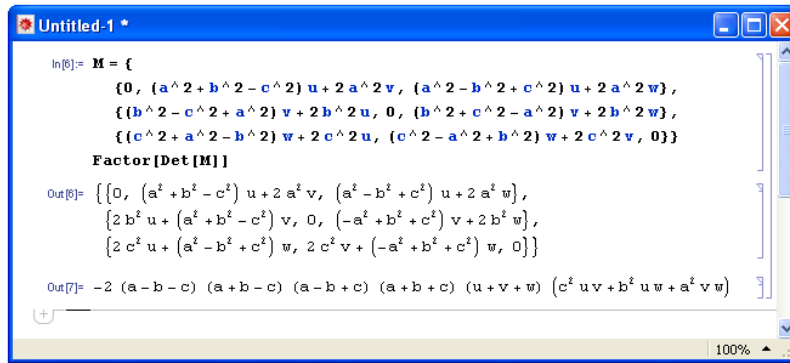 Untitled-1 *
In[6]:= M = {
{0, (a^2+b^2-c^2) u+2 a^2 v, (a^2-b^2+c^2) u+2 a^2 w},
{(b^2-c^2+a^2) v+2 b^2 u, 0, (b^2+c^2-a^2) v+2 b^2 w},
{(c^2+a^2-b^2) w+2 c^2 u, (c^2-a^2+b^2) w+2 c^2 v, 0}}
Factor[Det[M]]
Out[6]= {{0, (a² + b² - c²) u + 2 a² v, (a² - b² + c²) u + 2 a² w},
{2 b² u + (a² + b² - c²) v, 0, (-a² + b² + c²) v + 2 b² w},
{2 c² u + (a² - b² + c²) w, 2 c² v + (-a² + b² + c²) w, 0}}
Out[7]= -2 (a - b - c) (a + b - c) (a - b + c) (a + b + c) (u + v + w) (c² u v + b² u w + a² v w)
100%